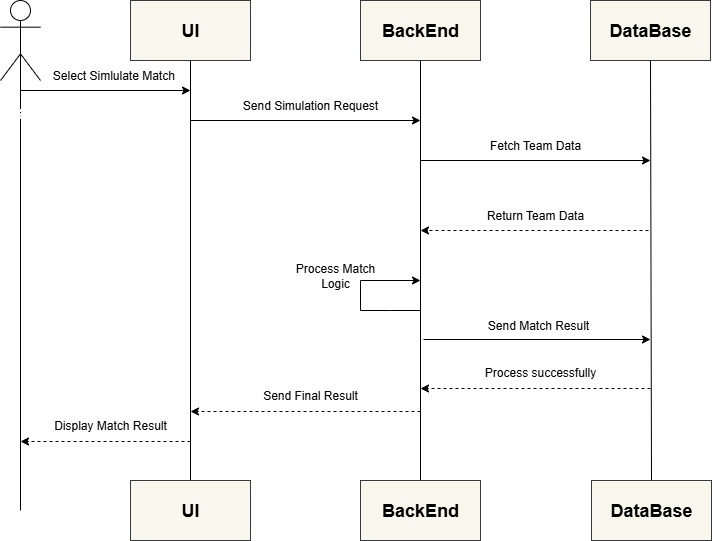 UI
BackEnd
DataBase
Select Simlulate Match
Send Simulation Request
Fetch Team Data
Return Team Data
Process Match
Logic
Send Match Result
Process successfully
Send Final Result
Display Match Result
UI
BackEnd
DataBase